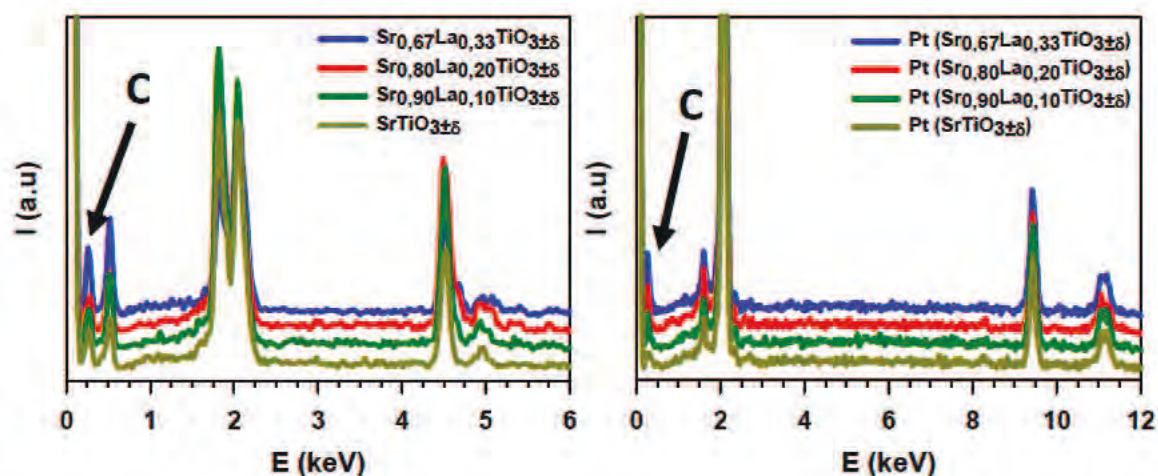 Sr0,67La0,33TiO3±δ
Sr0,80La0,20TiO3±δ
Sr0,90La0,10TiO3±δ
SrTiO3±δ
C
I (a.u)
0 1 2 3 4 5 6
E (keV)
Pt (Sr0,67La0,33TiO3±δ)
Pt (Sr0,80La0,20TiO3±δ)
Pt (Sr0,90La0,10TiO3±δ)
Pt (SrTiO3±δ)
C
I (a.u)
0 2 4 6 8 10 12
E (keV)